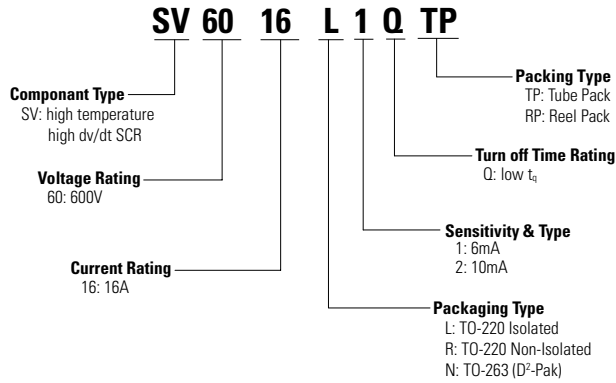 SV 60 16 L 1 Q TP
Packing Type
TP: Tube Pack
RP: Reel Pack
Componant Type
SV: high temperature
high dv/dt SCR
Turn off Time Rating
Q: low tq
Voltage Rating
60: 600V
Sensitivity & Type
1: 6mA
2: 10mA
Current Rating
16: 16A
Packaging Type
L: TO-220 Isolated
R: TO-220 Non-Isolated
N: TO-263 (D²-Pak)